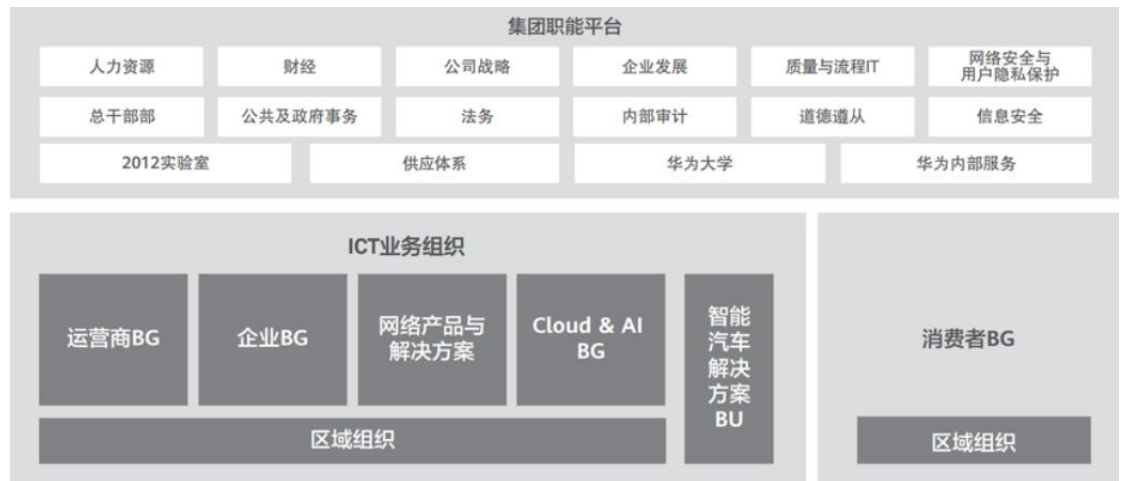 集团职能平台
人力资源
财经
公司战略
企业发展
质量与流程IT
网络安全与
用户隐私保护
总干部部
公共及政府事务
法务
内部审计
道德遵从
信息安全
2012实验室
供应体系
华为大学
华为内部服务
ICT业务组织
运营商BG
企业BG
网络产品与
解决方案
Cloud & AI
BG
智能
汽车
解决
方案
BU
区域组织
消费者BG
区域组织